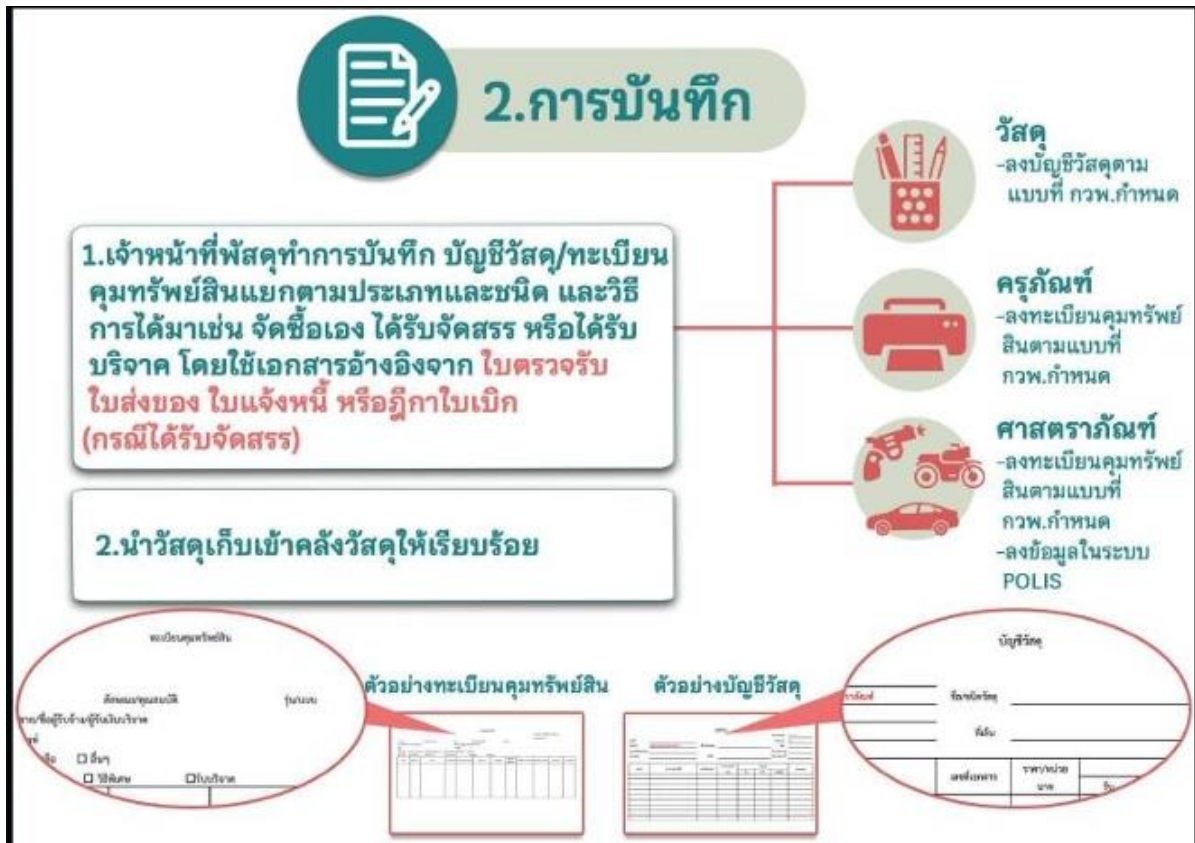 2.การบันทึก
1.เจ้าหน้าที่พัสดุทำการบันทึก บัญชีวัสดุ/ทะเบียน
คุมทรัพย์สินแยกตามประเภทและชนิด และวิธี
การได้มาเช่น จัดซื้อเอง ได้รับจัดสรร หรือได้รับ
บริจาค โดยใช้เอกสารอ้างอิงจาก ใบตรวจรับ
ใบส่งของ ใบแจ้งหนี้ หรือฎีกาใบเบิก
(กรณีได้รับจัดสรร)
2.นำวัสดุเก็บเข้าคลังวัสดุให้เรียบร้อย
วัสดุ
-ลงบัญชีวัสดุตาม
แบบที่ กวพ.กำหนด
ครุภัณฑ์
-ลงทะเบียนคุมทรัพย์
สินตามแบบที่
กวพ.กำหนด
ศาสตราภัณฑ์
-ลงทะเบียนคุมทรัพย์
สินตามแบบที่
กวพ.กำหนด
-ลงข้อมูลในระบบ
POLIS
ทะเบียนคุมทรัพย์สิน
ลักษณะ/คุณสมบัติ
รุ่น/แบบ
าย/ชื่อผู้รับจ้าง/ผู้รับเงินบริจาค
อื่นๆ
วิธีพิเศษ
รับบริจาค
ตัวอย่างทะเบียนคุมทรัพย์สิน
ตัวอย่างบัญชีวัสดุ
บัญชีวัสดุ
ชื่อ/ชนิดวัสดุ
ที่เก็บ
เลขที่เอกสาร
ราคา/หน่วย
บาท